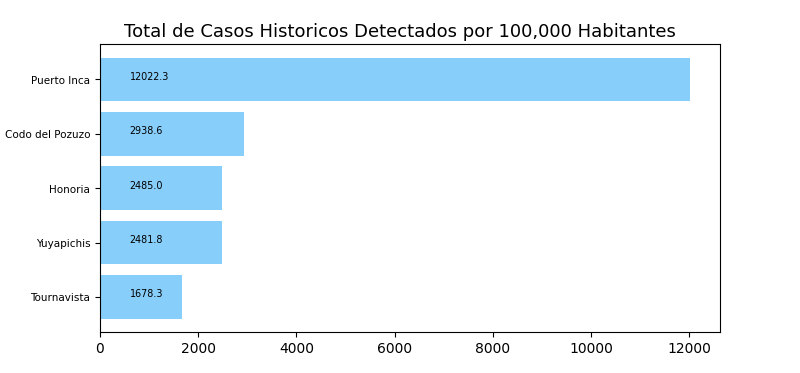 Total de Casos Historicos Detectados por 100,000 Habitantes
Puerto Inca 12022.3
Codo del Pozuzo 2938.6
Honoria 2485.0
Yuyapichis 2481.8
Tournavista 1678.3
0 2000 4000 6000 8000 10000 12000